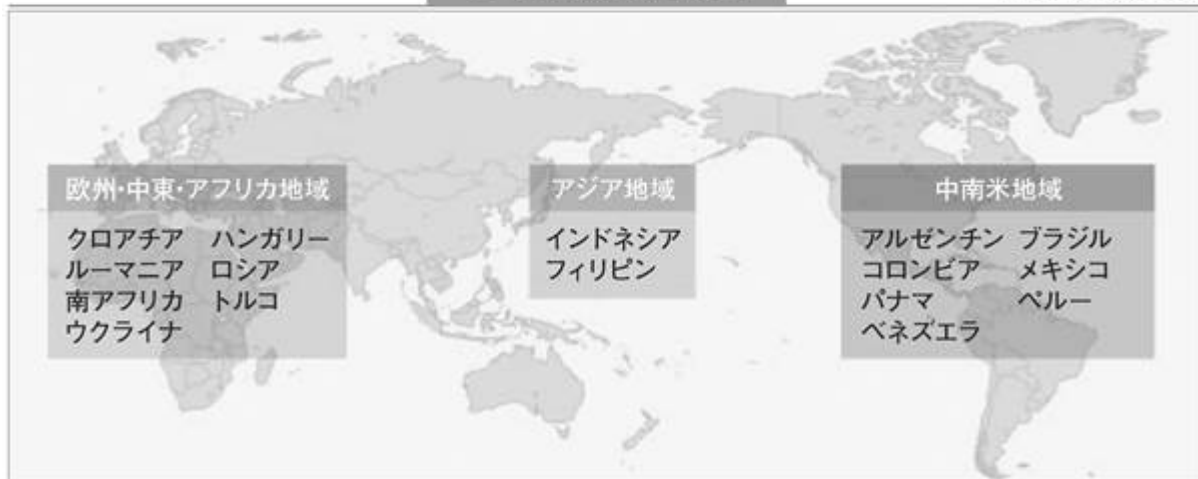 欧州・中東・アフリカ地域
クロアチア ハンガリー
ルーマニア ロシア
南アフリカ トルコ
ウクライナ
アジア地域
インドネシア
フィリピン
中南米地域
アルゼンチン ブラジル
コロンビア メキシコ
パナマ ペルー
ベネズエラ